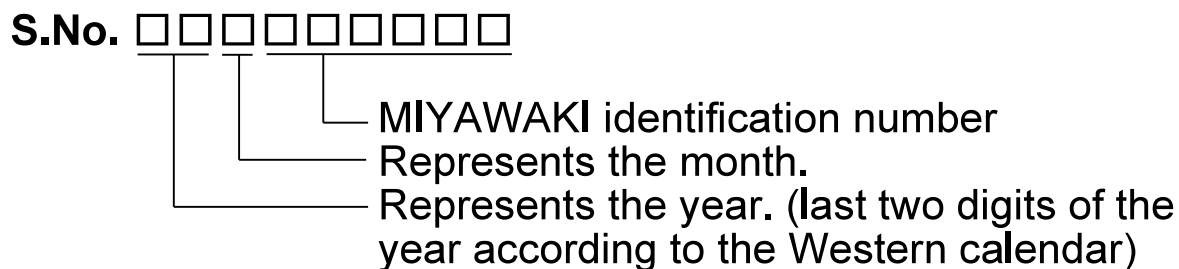 S.No. □□□□□□□□□
MIYAWAKI identification number
Represents the month.
Represents the year. (last two digits of the
year according to the Western calendar)